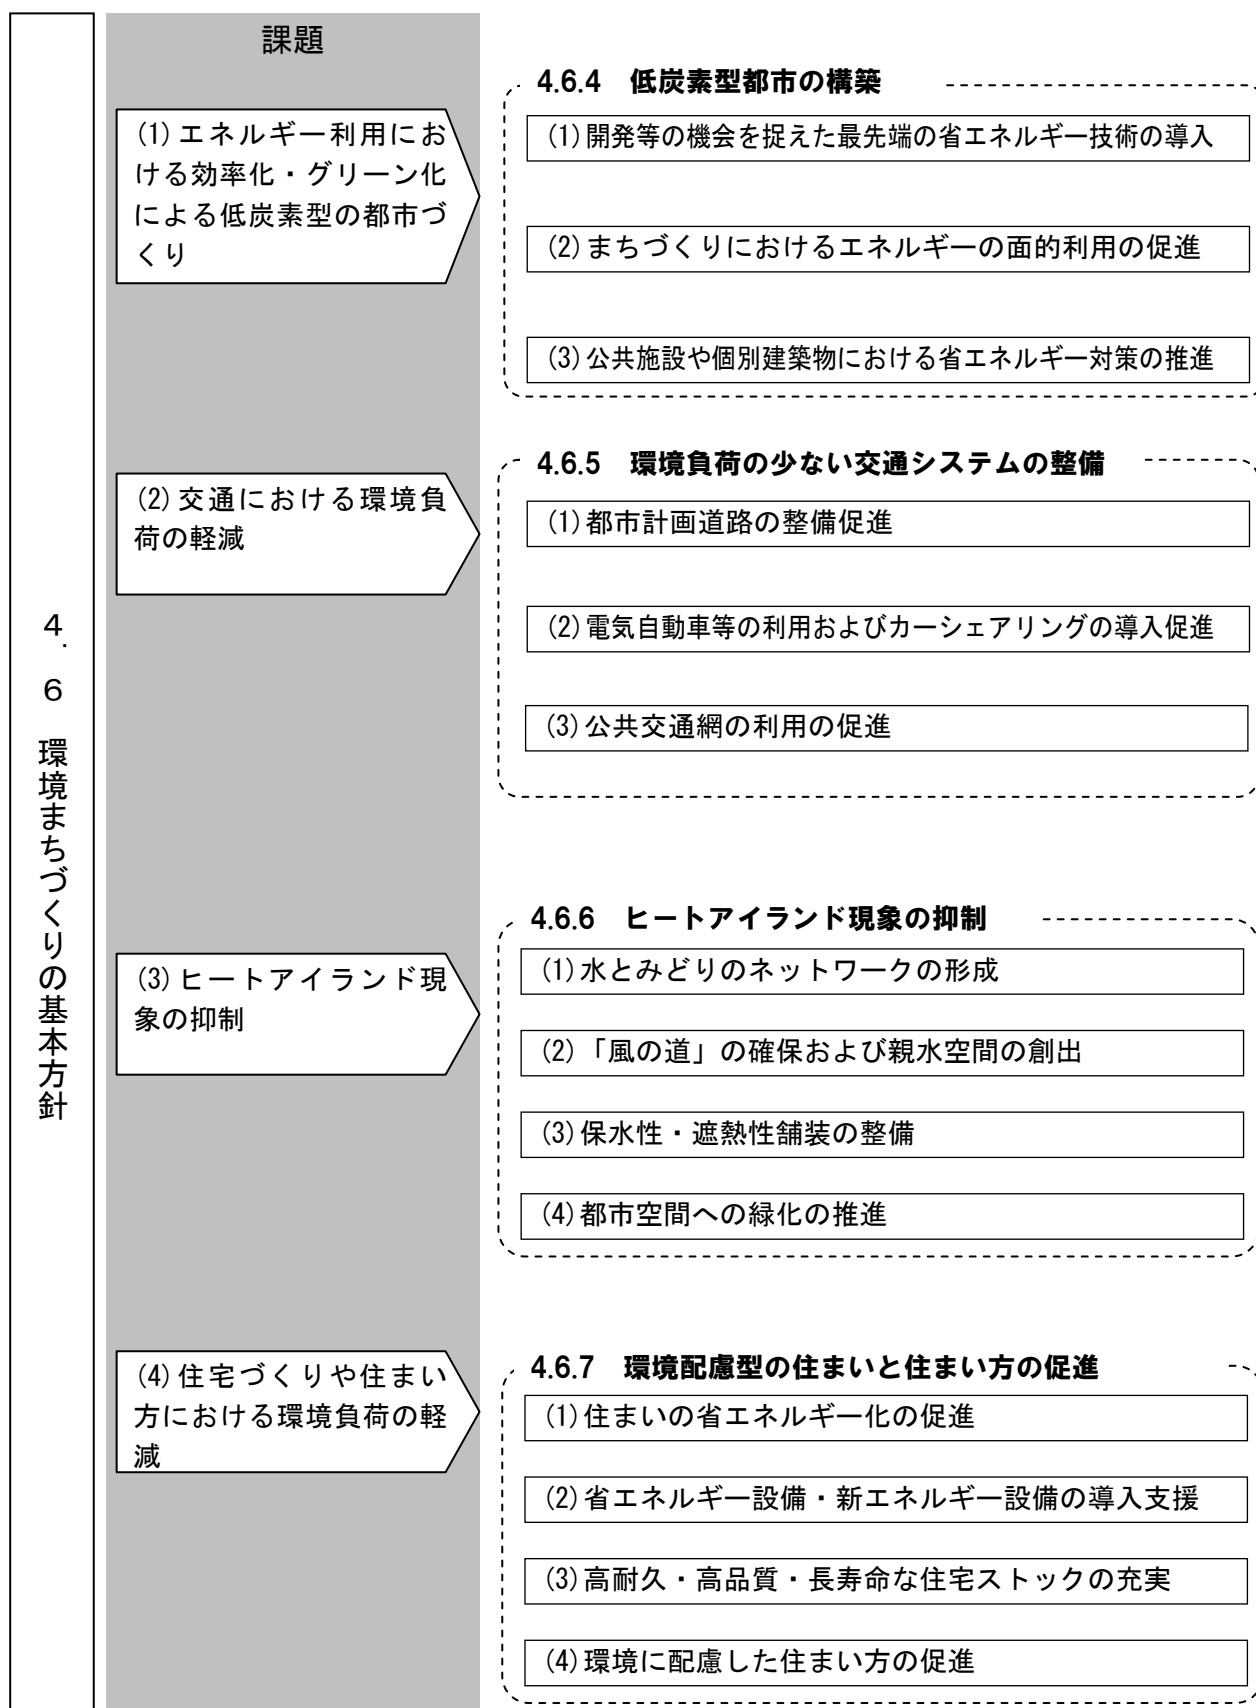 4.6 環境まちづくりの基本方針
課題
(1)エネルギー利用にお
ける効率化・グリーン化
による低炭素型の都市づ
くり
4.6.4 低炭素型都市の構築
(1)開発等の機会を捉えた最先端の省エネルギー技術の導入
(2)まちづくりにおけるエネルギーの面的利用の促進
(3)公共施設や個別建築物における省エネルギー対策の推進
(2)交通における環境負
荷の軽減
4.6.5 環境負荷の少ない交通システムの整備
(1)都市計画道路の整備促進
(2)電気自動車等の利用およびカーシェアリングの導入促進
(3)公共交通網の利用の促進
(3)ヒートアイランド現
象の抑制
4.6.6 ヒートアイランド現象の抑制
(1)水とみどりのネットワークの形成
(2)「風の道」の確保および親水空間の創出
(3)保水性・遮熱性舗装の整備
(4)都市空間への緑化の推進
(4)住宅づくりや住まい
方における環境負荷の軽
減
4.6.7 環境配慮型の住まいと住まい方の促進
(1)住まいの省エネルギー化の促進
(2)省エネルギー設備・新エネルギー設備の導入支援
(3)高耐久・高品質・長寿命な住宅ストックの充実
(4)環境に配慮した住まい方の促進